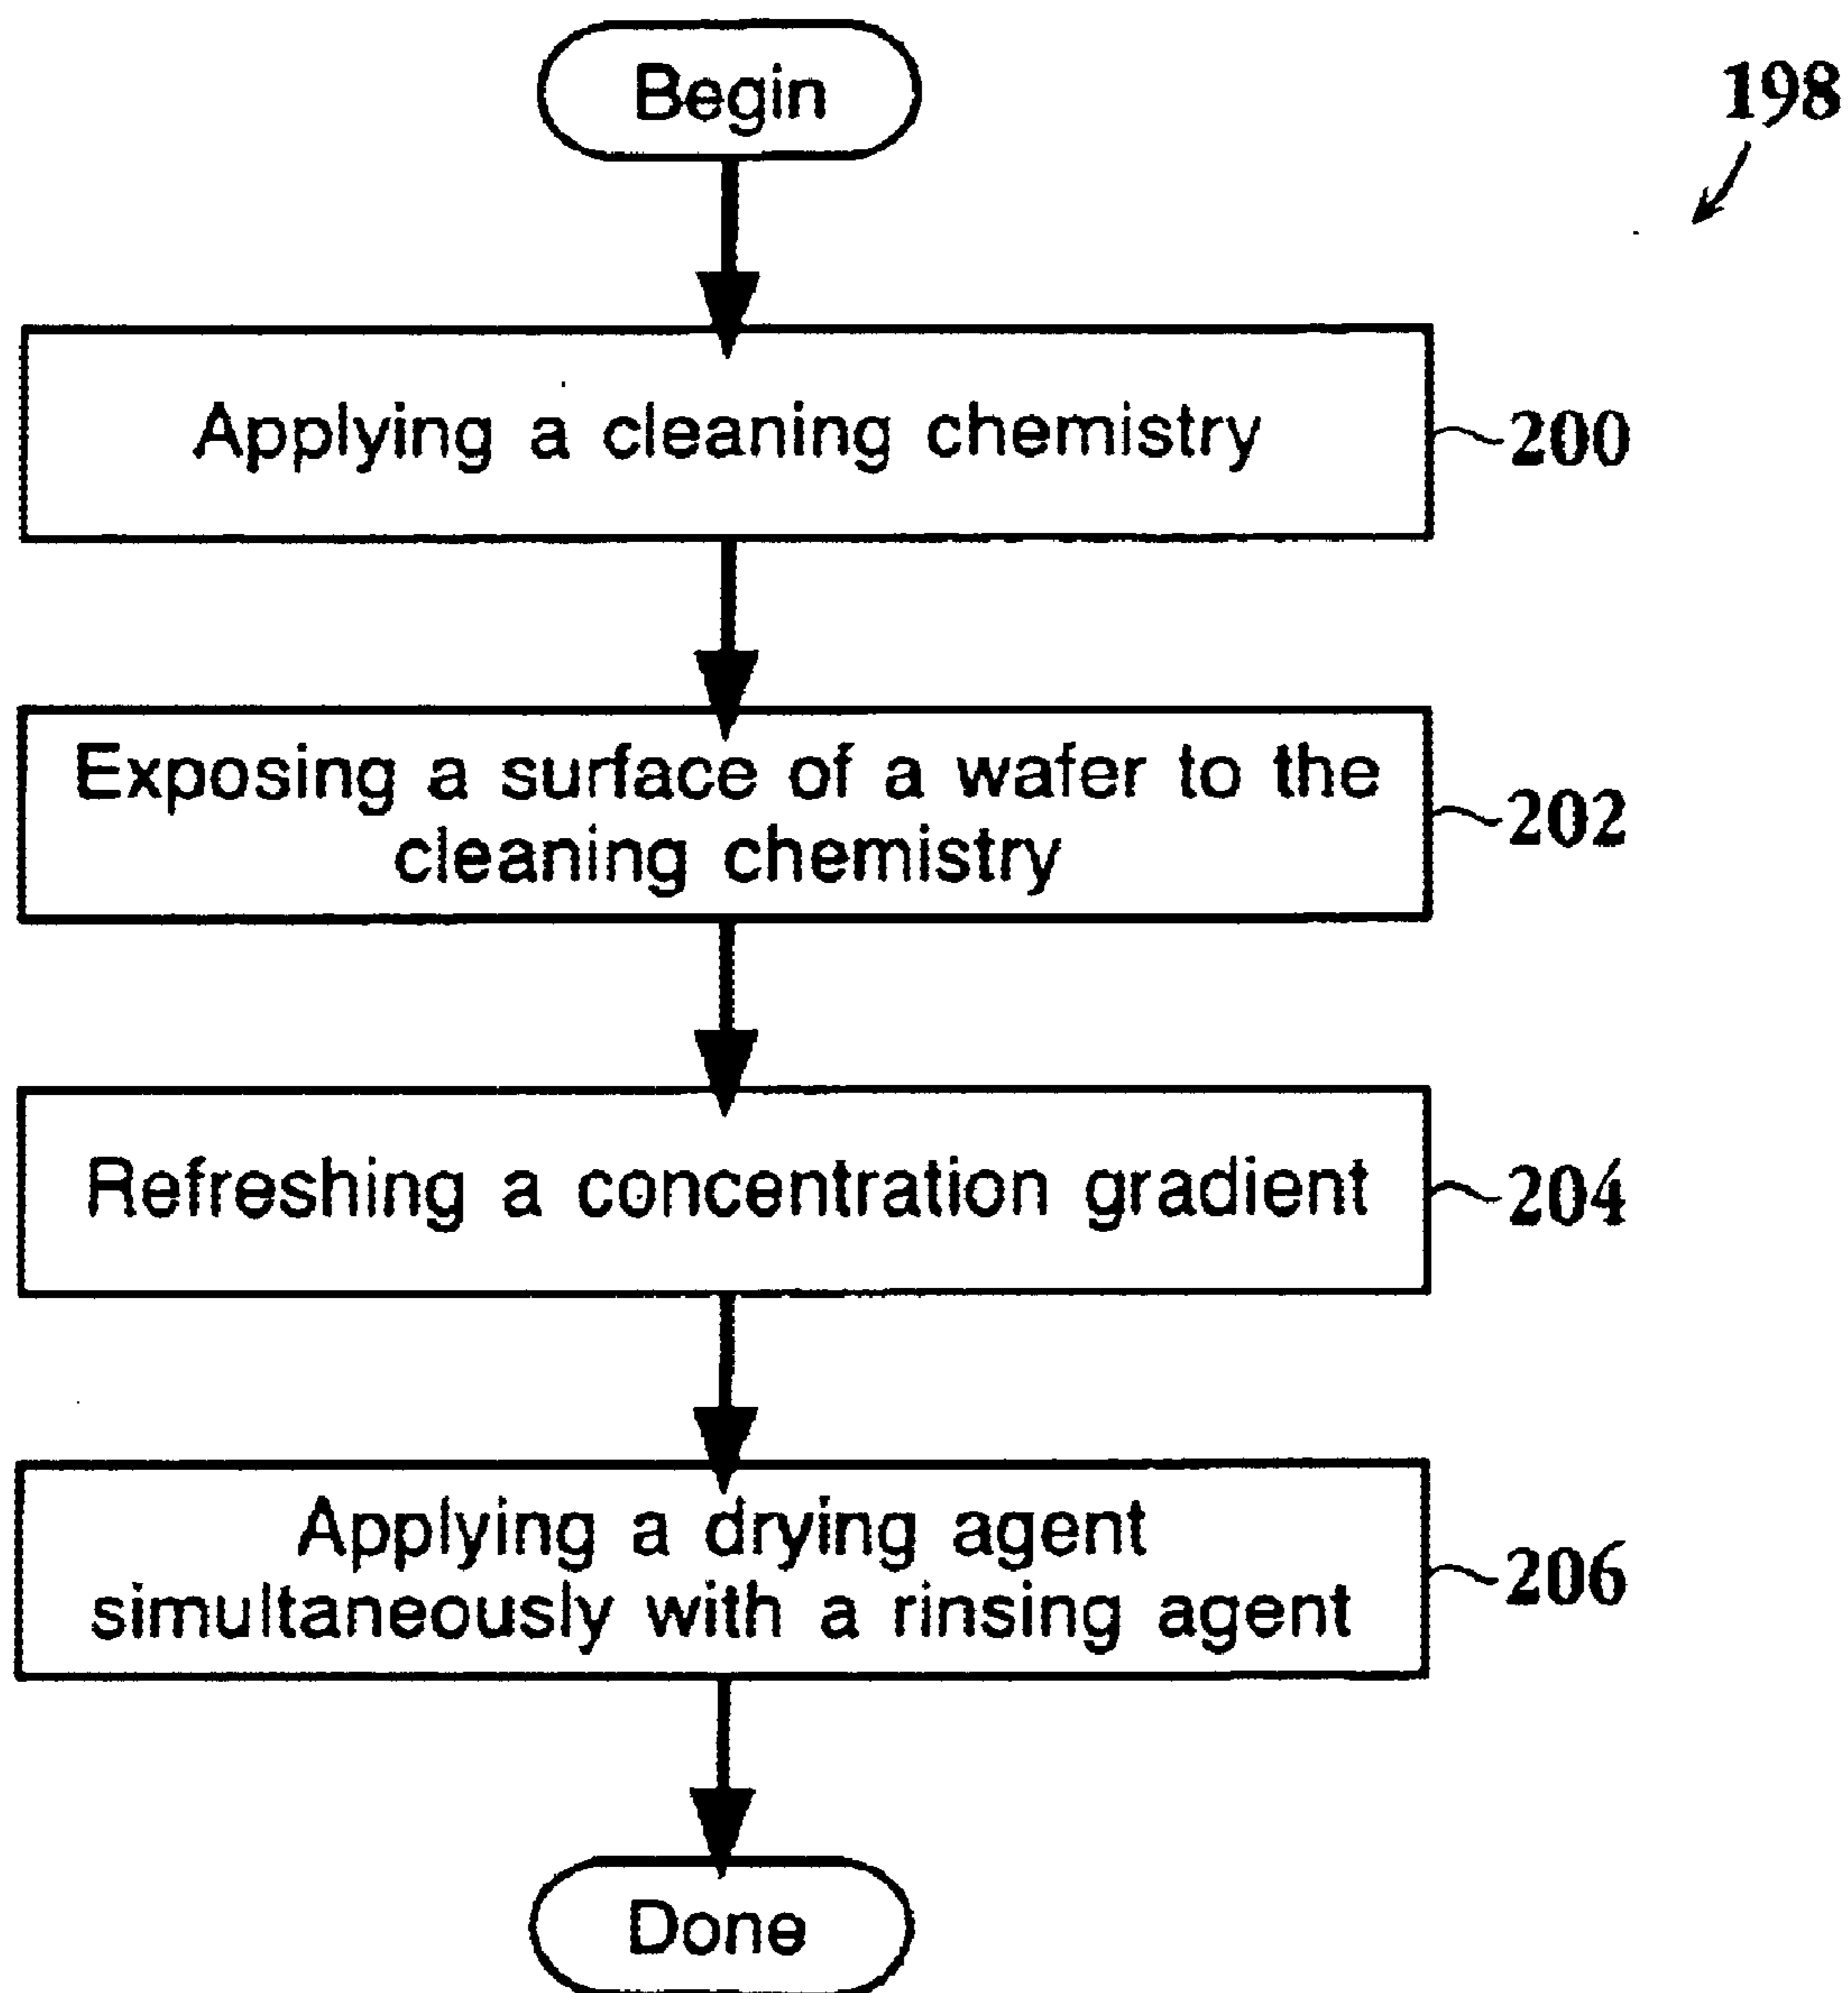 Begin
198
Applying a cleaning chemistry
200
Exposing a surface of a wafer to the
cleaning chemistry
202
Refreshing a concentration gradient
204
Applying a drying agent
simultaneously with a rinsing agent
206
Done